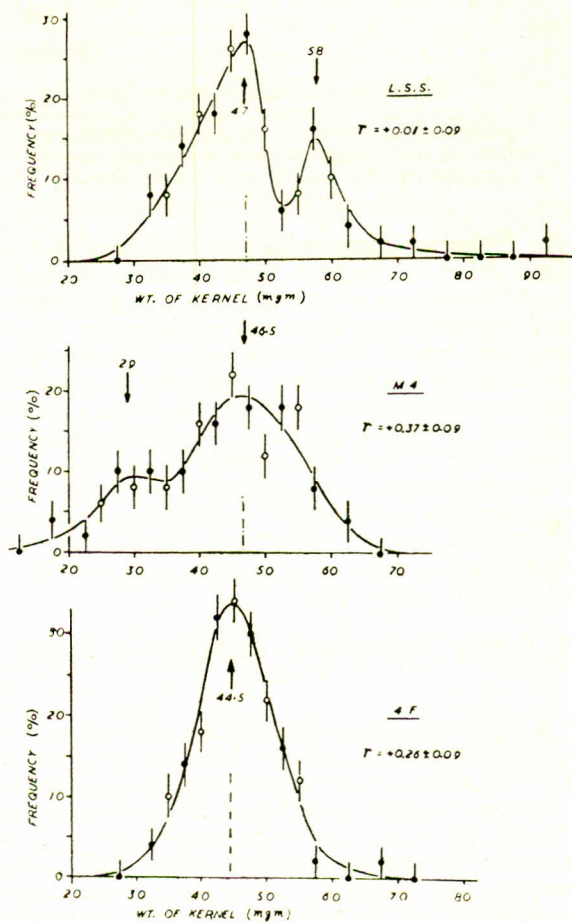 30
20
10
0
FREQUENCY (%)
58
47
L.S.S.
r = +0.01 ± 0.09
20 30 40 50 60 70 80 90
WT. OF KERNEL (mgm)
20
10
0
FREQUENCY (%)
29
46.5
M4
r = +0.37 ± 0.09
20 30 40 50 60 70
30
20
10
0
FREQUENCY (%)
44.5
4F
r = +0.26 ± 0.09
20 30 40 50 60 70 80
WT. OF KERNEL (mgm)